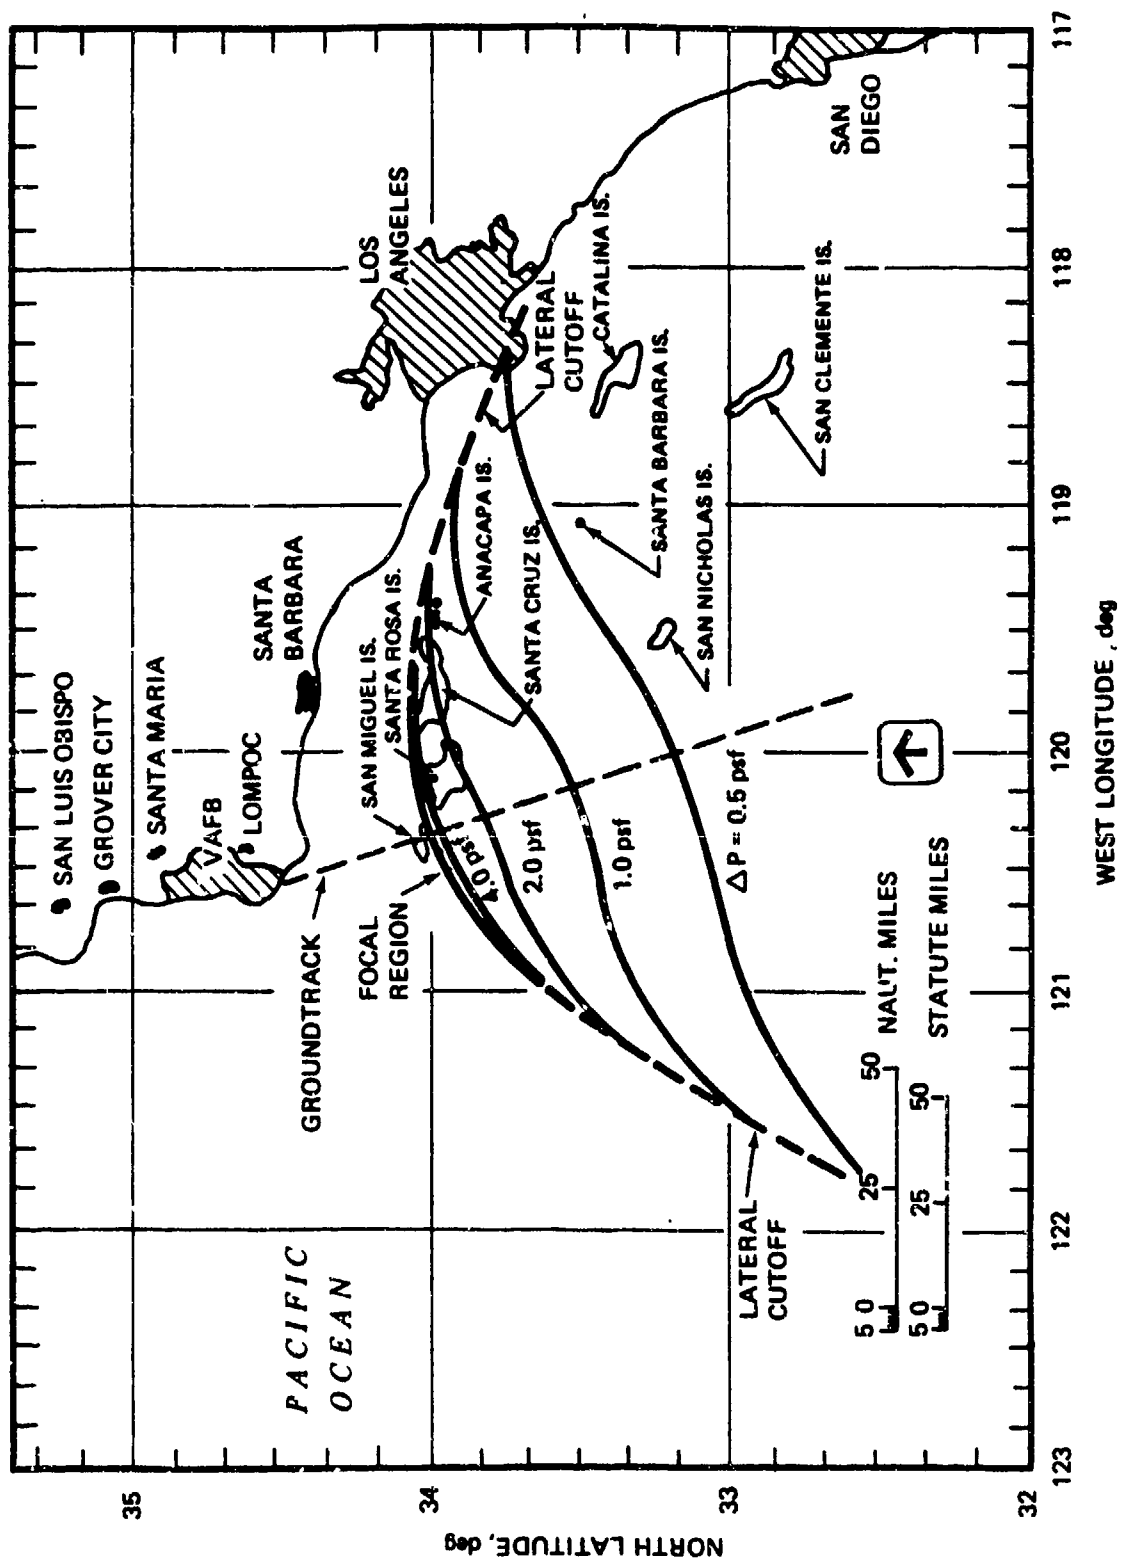 SAN LUIS OBISPO
GROVER CITY
SANTA MARIA
VAFB
LOMPOC
SANTA
BARBARA
LOS
ANGELES
SAN MIGUEL IS.
SANTA ROSA IS.
ANACAPA IS.
SANTA CRUZ IS.
LATERAL
CUTOFF
CATALINA IS.
SANTA BARBARA IS.
SAN NICHOLAS IS.
SAN CLEMENTE IS.
SAN
DIEGO
GROUNDTRACK
FOCAL
REGION
4.0 psf
2.0 psf
1.0 psf
ΔP = 0.5 psf
PACIFIC
OCEAN
LATERAL
CUTOFF
5 0 25 50 NAUT. MILES
5 0 25 50 STATUTE MILES
35
34
33
32
NORTH LATITUDE, deg
123 122 121 120 119 118 117
WEST LONGITUDE, deg